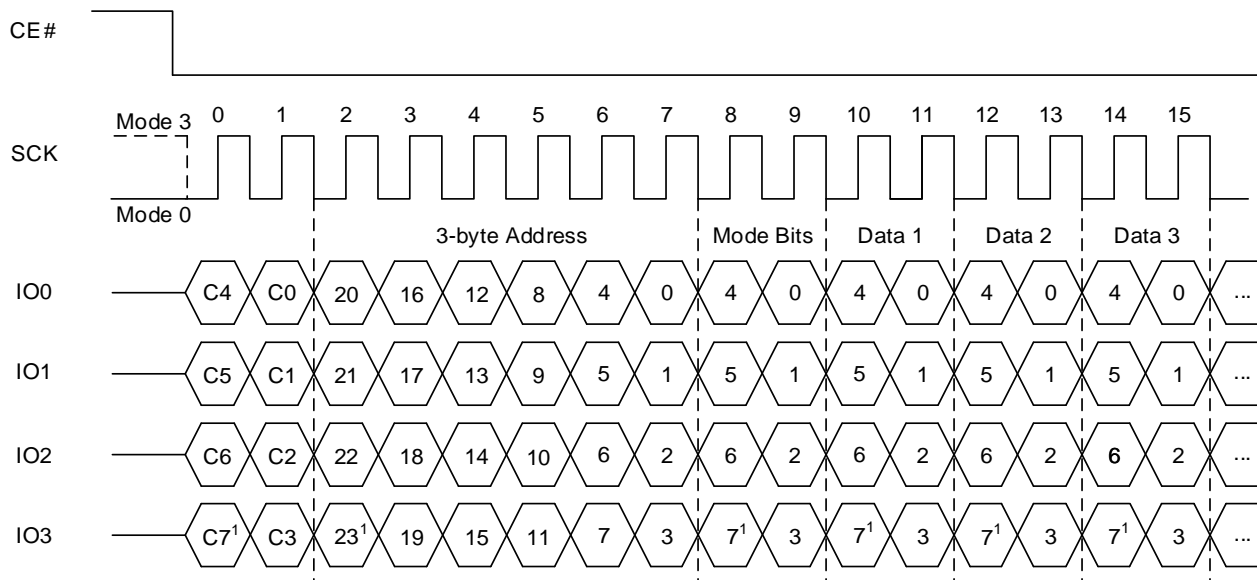 CE#
Mode 3 0 1 2 3 4 5 6 7 8 9 10 11 12 13 14 15
SCK
Mode 0
3-byte Address Mode Bits Data 1 Data 2 Data 3
IO0 C4 C0 20 16 12 8 4 0 4 0 4 0 4 0 4 0 ...
IO1 C5 C1 21 17 13 9 5 1 5 1 5 1 5 1 5 1 ...
IO2 C6 C2 22 18 14 10 6 2 6 2 6 2 6 2 6 2 ...
IO3 C7¹ C3 23¹ 19 15 11 7 3 7¹ 3 7¹ 3 7¹ 3 7¹ 3 ...